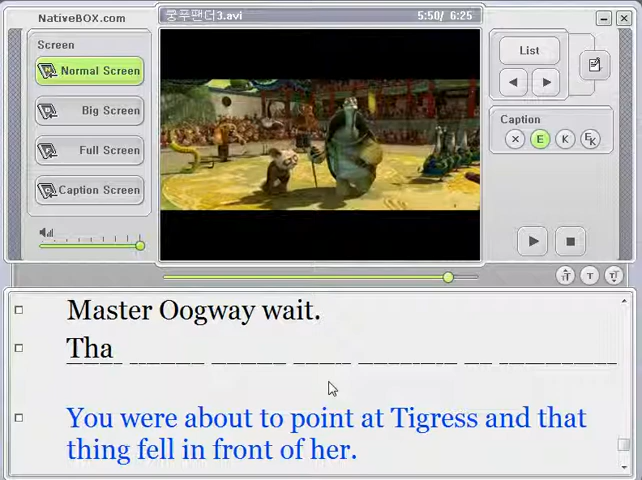 NativeBOX.com
쿵푸팬더3.avi
5:50/ 6:25
Screen
Normal Screen
Big Screen
Full Screen
Caption Screen
List
Caption
X E K EK
Master Oogway wait.
Tha
You were about to point at Tigress and that
thing fell in front of her.